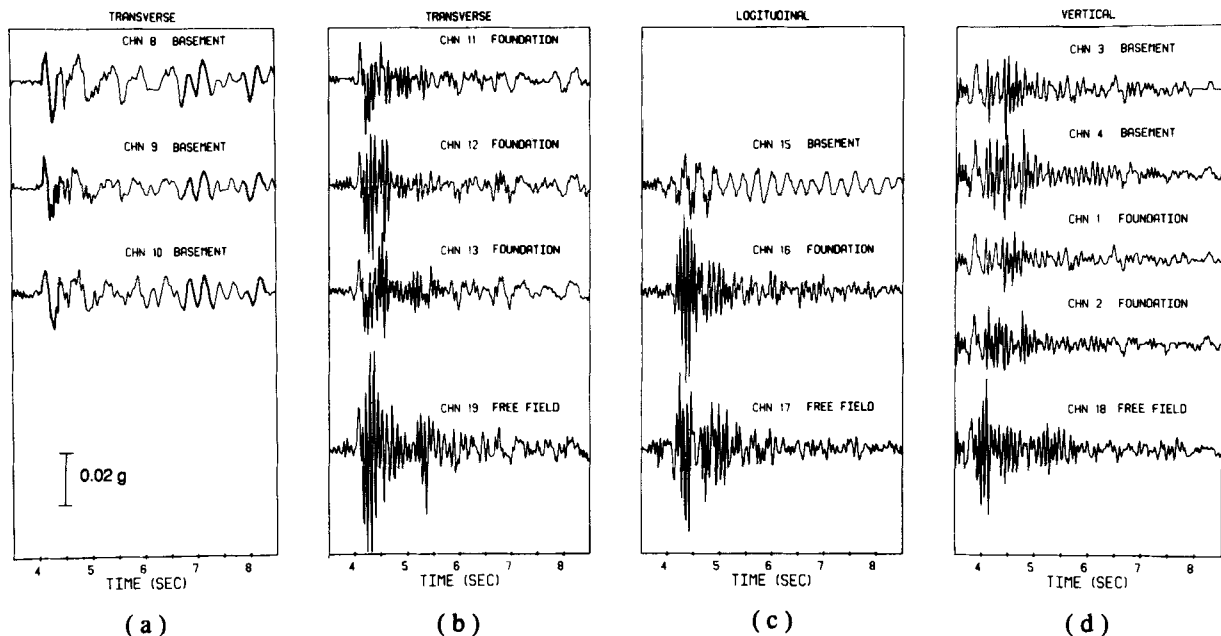 TRANSVERSE
CHN 8 BASEMENT
CHN 9 BASEMENT
CHN 10 BASEMENT
0.02 g
4 5 6 7 8
TIME (SEC)
(a)
TRANSVERSE
CHN 11 FOUNDATION
CHN 12 FOUNDATION
CHN 13 FOUNDATION
CHN 19 FREE FIELD
4 5 6 7 8
TIME (SEC)
(b)
LOGITUDINAL
CHN 15 BASEMENT
CHN 16 FOUNDATION
CHN 17 FREE FIELD
4 5 6 7 8
TIME (SEC)
(c)
VERTICAL
CHN 3 BASEMENT
CHN 4 BASEMENT
CHN 1 FOUNDATION
CHN 2 FOUNDATION
CHN 18 FREE FIELD
4 5 6 7 8
TIME (SEC)
(d)